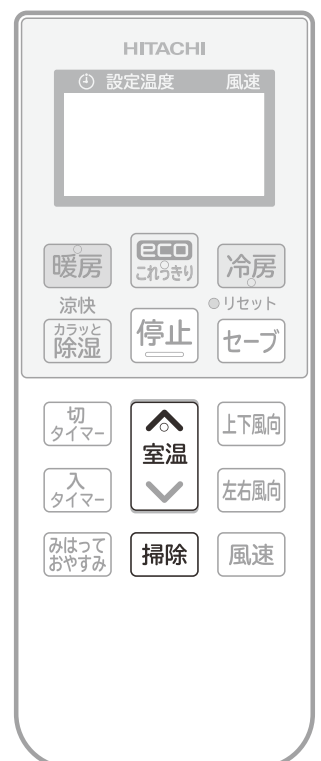 HITACHI
設定温度 風速
暖房
eco
これっきり
冷房
涼快
カラッと
除湿
停止
リセット
セーブ
切
タイマー
室温
上下風向
入
タイマー
左右風向
みはって
おやすみ
掃除
風速